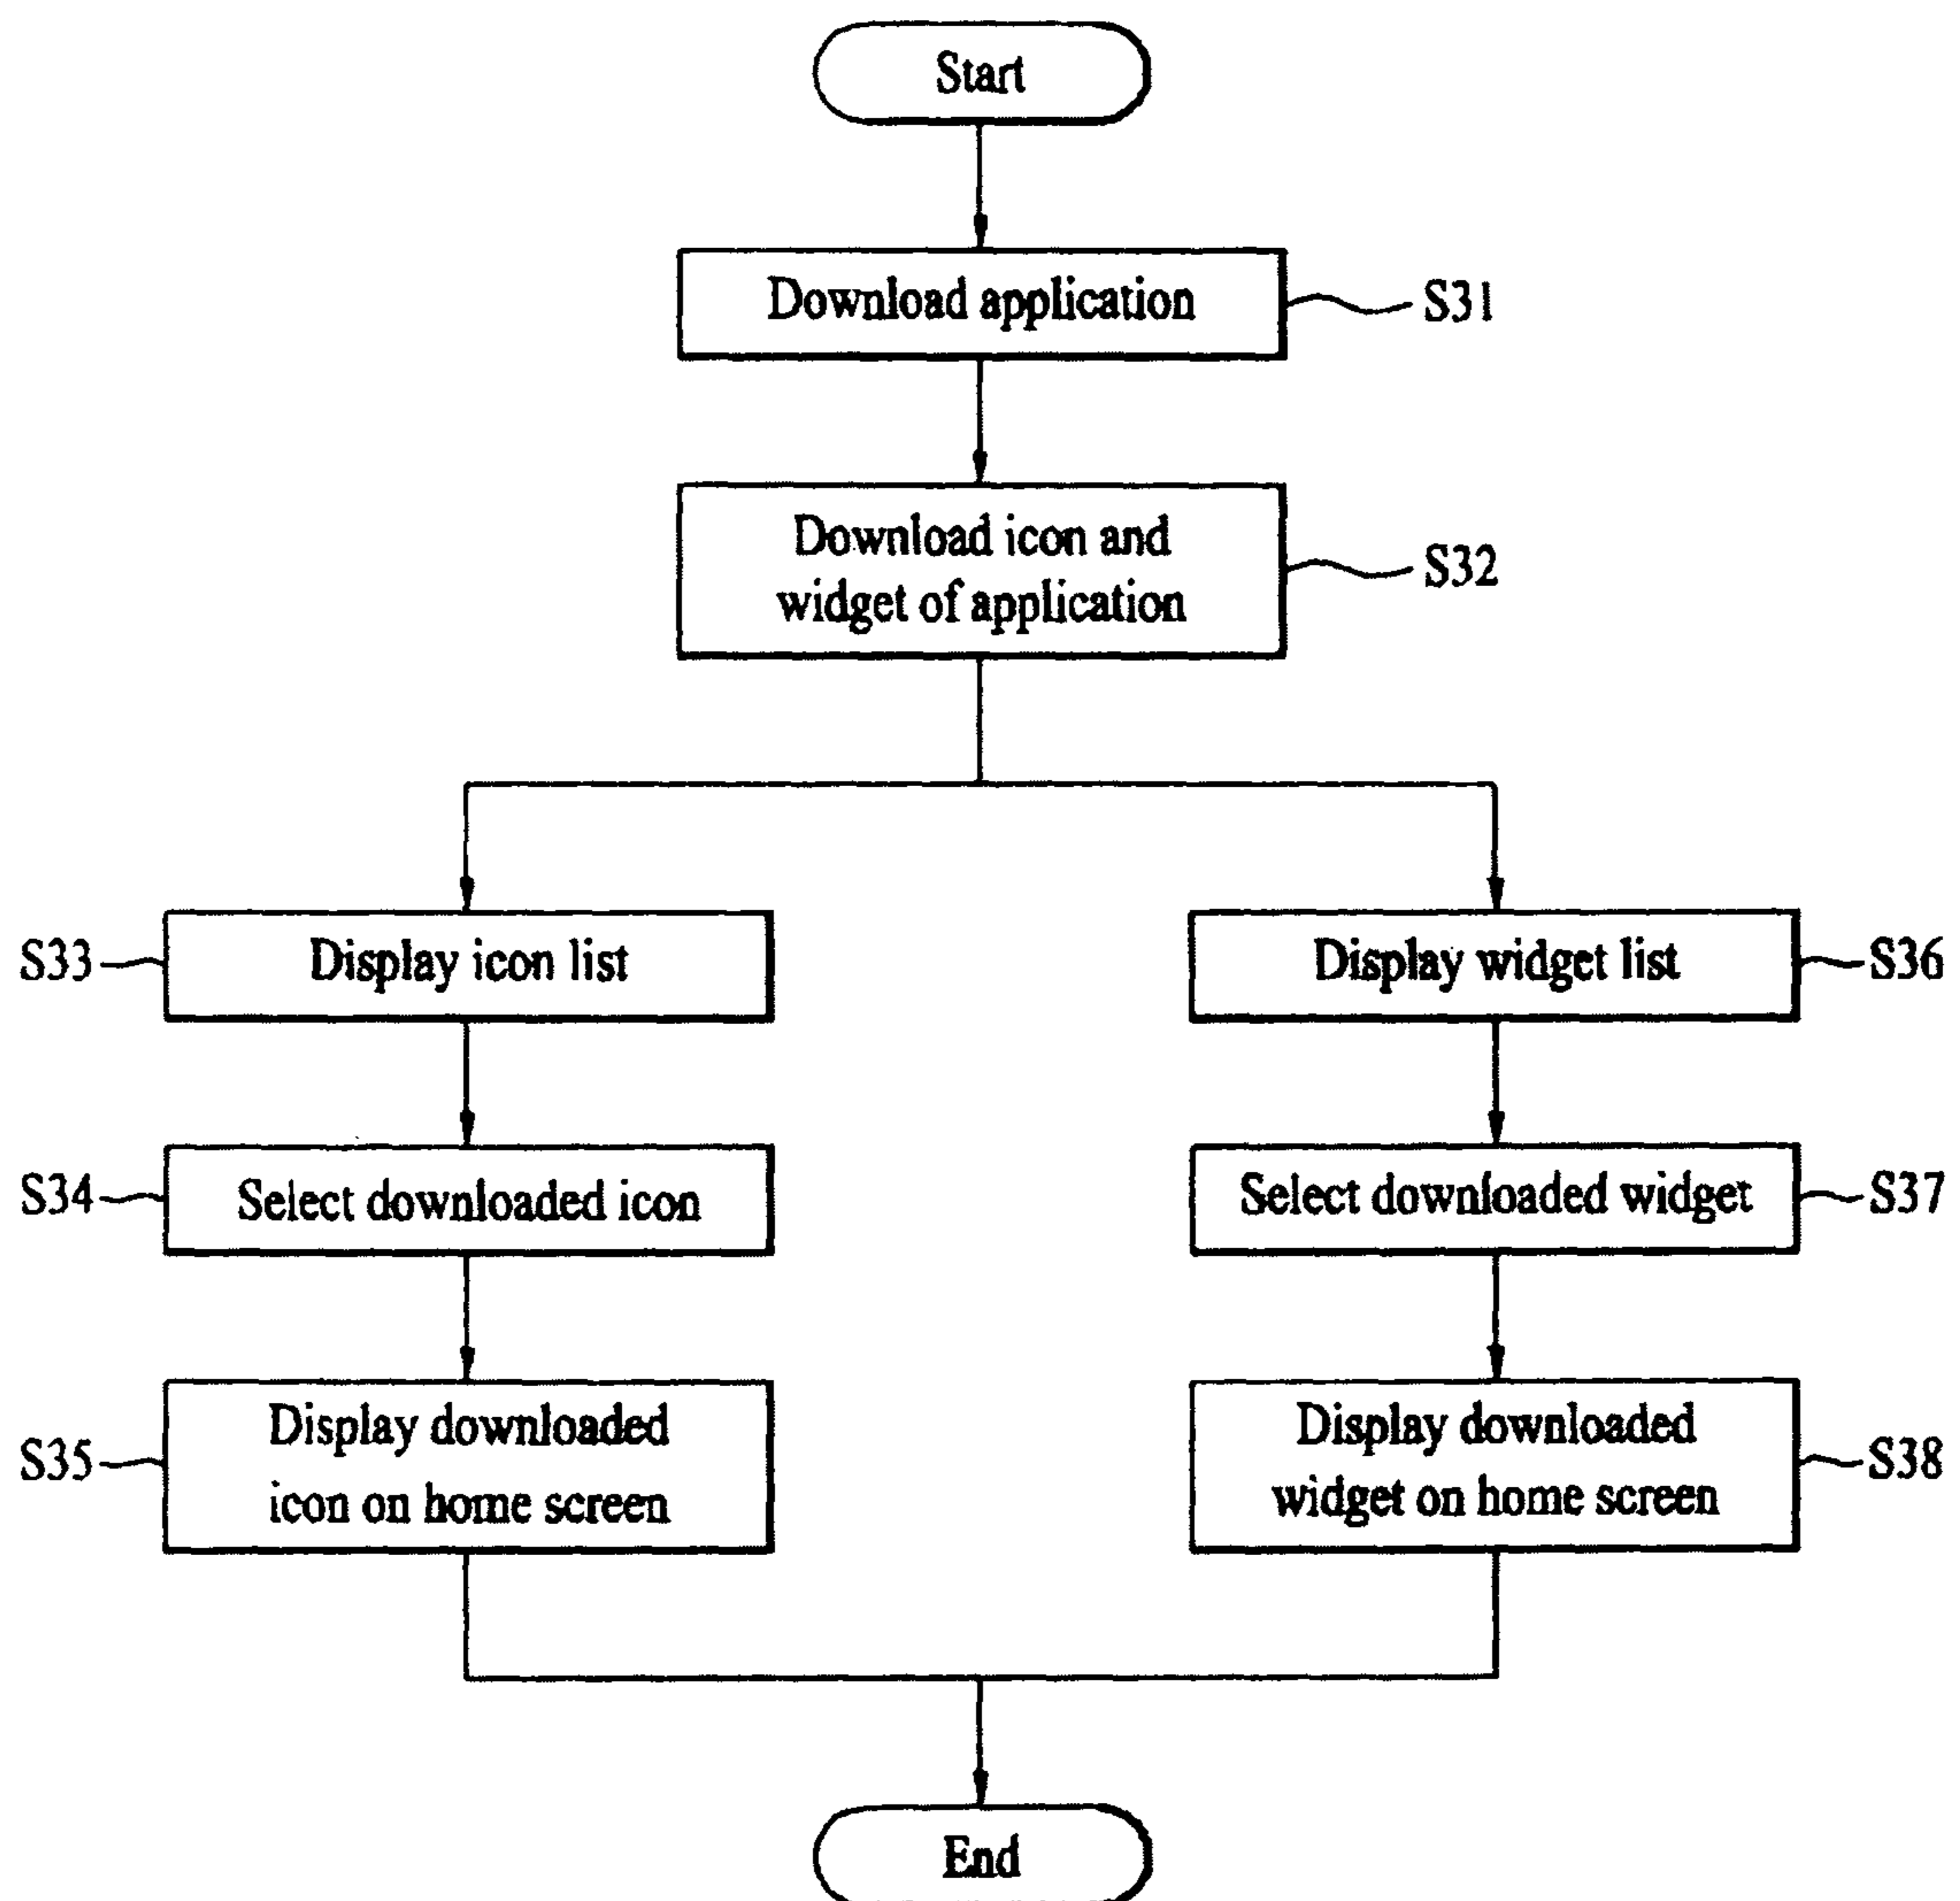 Start
Download application
S31
Download icon and
widget of application
S32
S33
Display icon list
Display widget list
S36
S34
Select downloaded icon
Select downloaded widget
S37
S35
Display downloaded
icon on home screen
Display downloaded
widget on home screen
S38
End